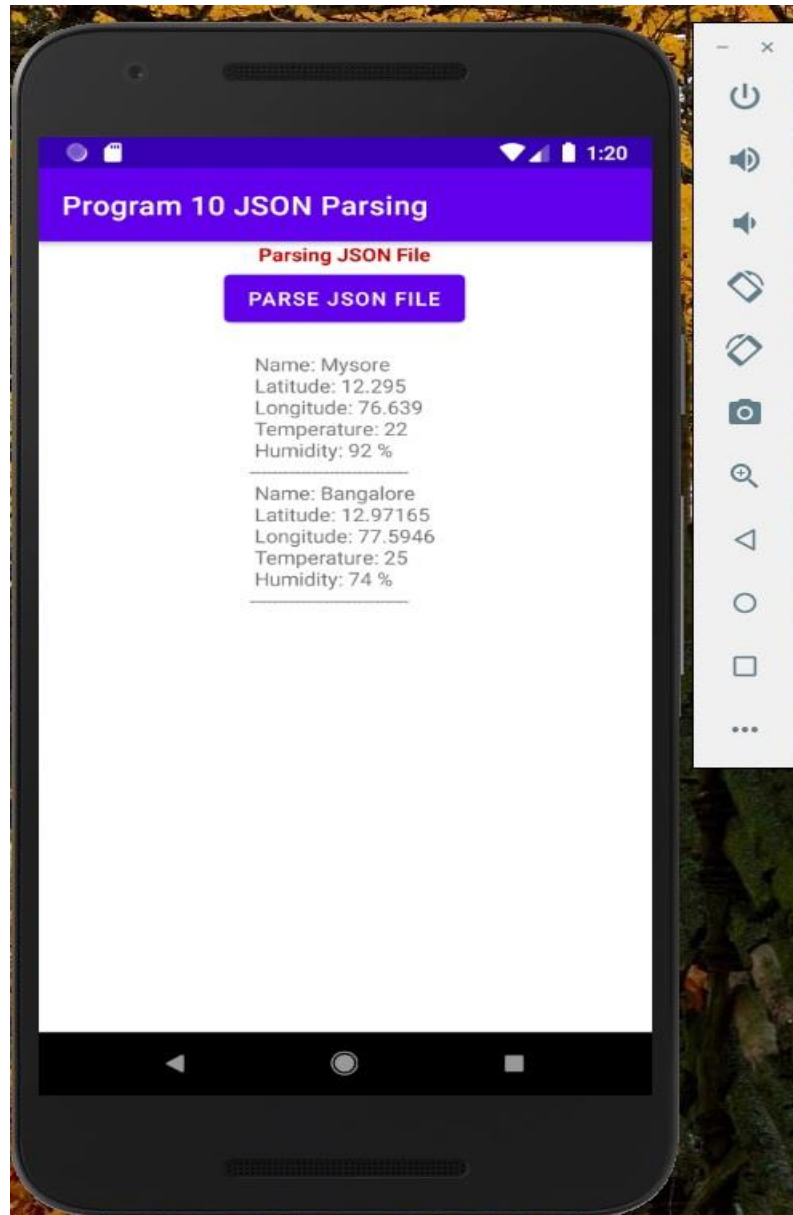 1:20
Program 10 JSON Parsing
Parsing JSON File
PARSE JSON FILE
Name: Mysore
Latitude: 12.295
Longitude: 76.639
Temperature: 22
Humidity: 92 %
---------------------------
Name: Bangalore
Latitude: 12.97165
Longitude: 77.5946
Temperature: 25
Humidity: 74 %
---------------------------